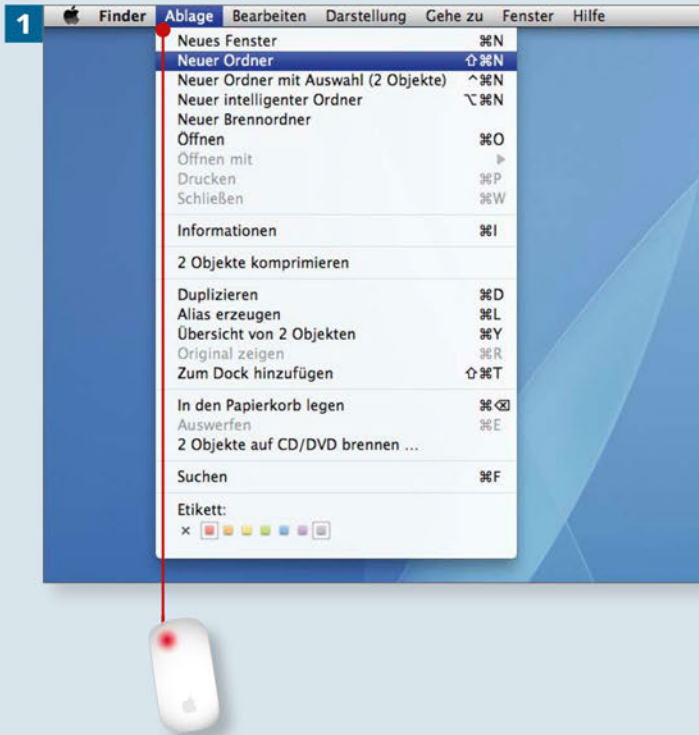 1
Finder Ablage Bearbeiten Darstellung Gehe zu Fenster Hilfe
Neues Fenster ⌘N
Neuer Ordner ⇧⌘N
Neuer Ordner mit Auswahl (2 Objekte) ^⌘N
Neuer intelligenter Ordner ⌥⌘N
Neuer Brennordner
Öffnen ⌘O
Öffnen mit ▶
Drucken ⌘P
Schließen ⌘W
Informationen ⌘I
2 Objekte komprimieren
Duplizieren ⌘D
Alias erzeugen ⌘L
Übersicht von 2 Objekten ⌘Y
Original zeigen ⌘R
Zum Dock hinzufügen ⇧⌘T
In den Papierkorb legen ⌘⌫
Auswerfen ⌘E
2 Objekte auf CD/DVD brennen ...
Suchen ⌘F
Etikett:
×